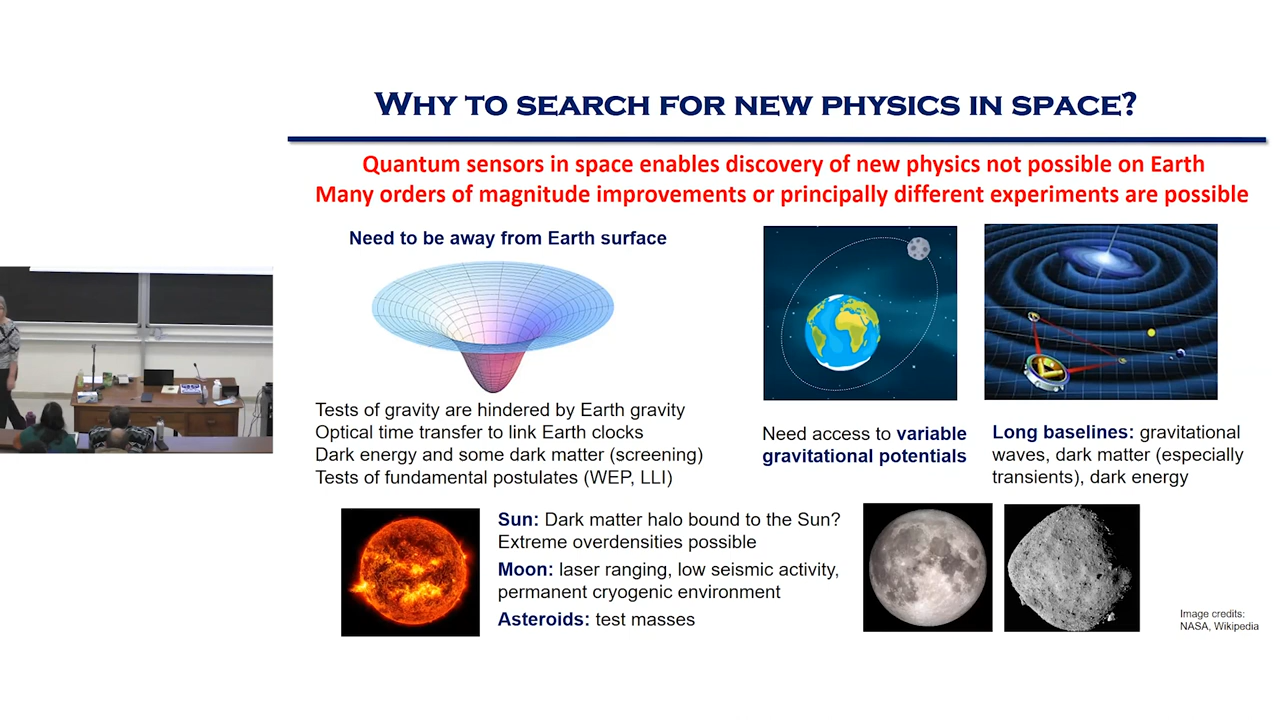 WHY TO SEARCH FOR NEW PHYSICS IN SPACE?
Quantum sensors in space enables discovery of new physics not possible on Earth
Many orders of magnitude improvements or principally different experiments are possible
Need to be away from Earth surface
Tests of gravity are hindered by Earth gravity
Optical time transfer to link Earth clocks
Dark energy and some dark matter (screening)
Tests of fundamental postulates (WEP, LLI)
Need access to variable
gravitational potentials
Long baselines: gravitational
waves, dark matter (especially
transients), dark energy
Sun: Dark matter halo bound to the Sun?
Extreme overdensities possible
Moon: laser ranging, low seismic activity,
permanent cryogenic environment
Asteroids: test masses
Image credits:
NASA, Wikipedia